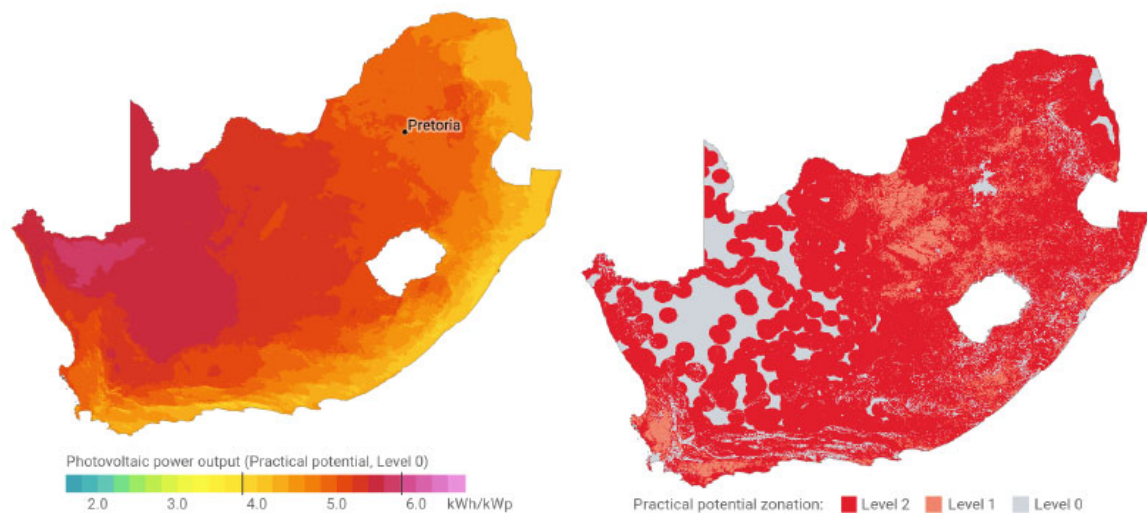 Pretoria
Photovoltaic power output (Practical potential, Level 0)
2.0 3.0 4.0 5.0 6.0 kWh/kWp
Practical potential zonation: Level 2 Level 1 Level 0